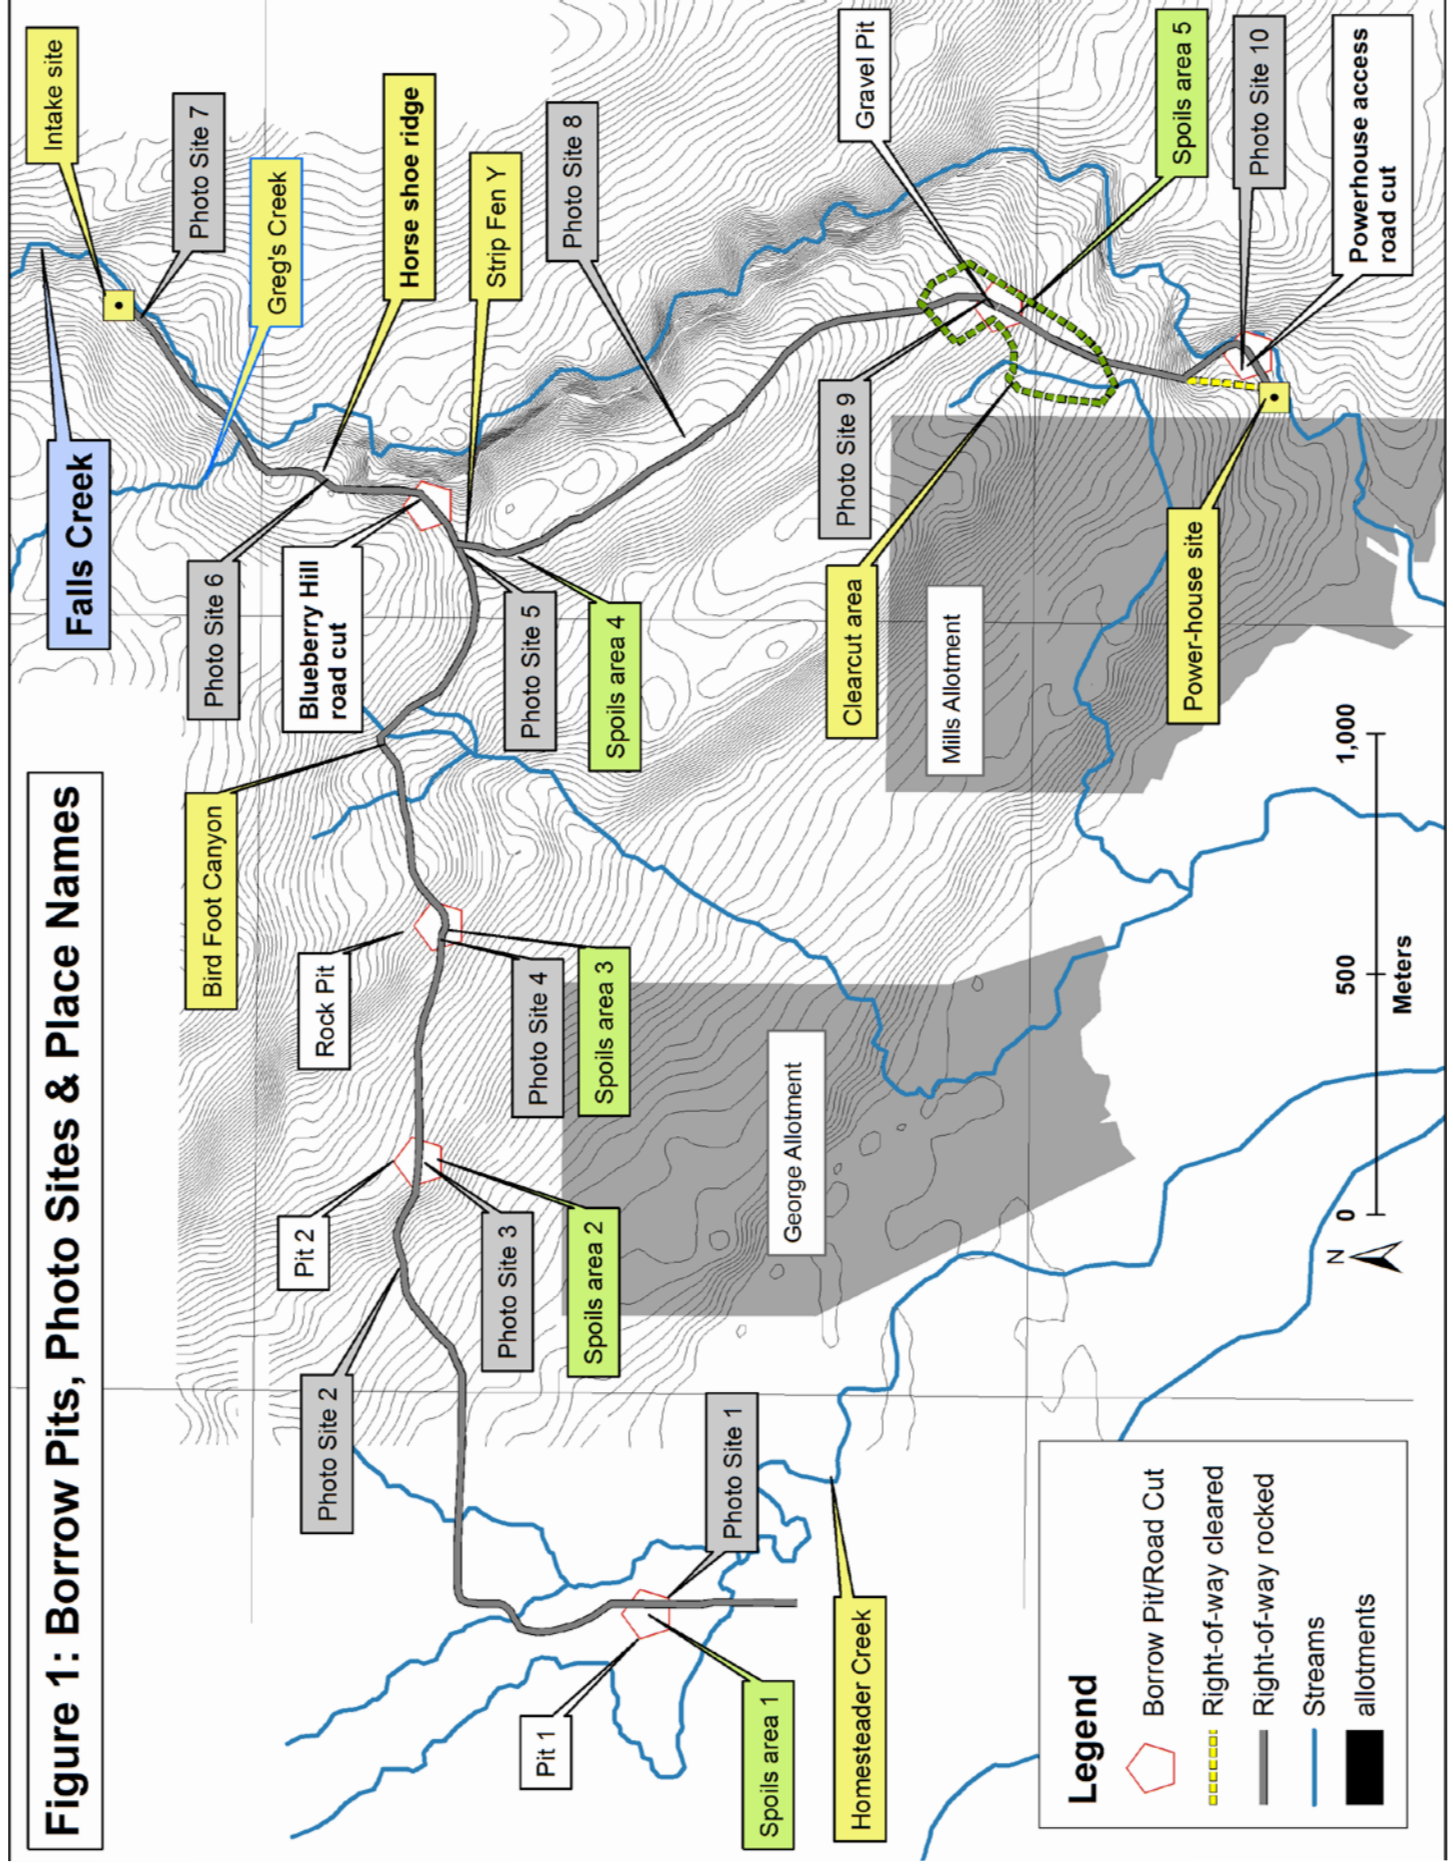 Figure 1: Borrow Pits, Photo Sites & Place Names
Falls Creek
Intake site
Photo Site 7
Greg's Creek
Horse shoe ridge
Strip Fen Y
Photo Site 8
Gravel Pit
Spoils area 5
Photo Site 10
Powerhouse access
road cut
Photo Site 6
Blueberry Hill
road cut
Photo Site 5
Spoils area 4
Photo Site 9
Clearcut area
Mills Allotment
Power-house site
Bird Foot Canyon
Rock Pit
Photo Site 4
Spoils area 3
Pit 2
Photo Site 3
Spoils area 2
George Allotment
Photo Site 2
Photo Site 1
Pit 1
Spoils area 1
Homesteader Creek
N
0
500
1,000
Meters
Legend
Borrow Pit/Road Cut
Right-of-way cleared
Right-of-way rocked
Streams
allotments